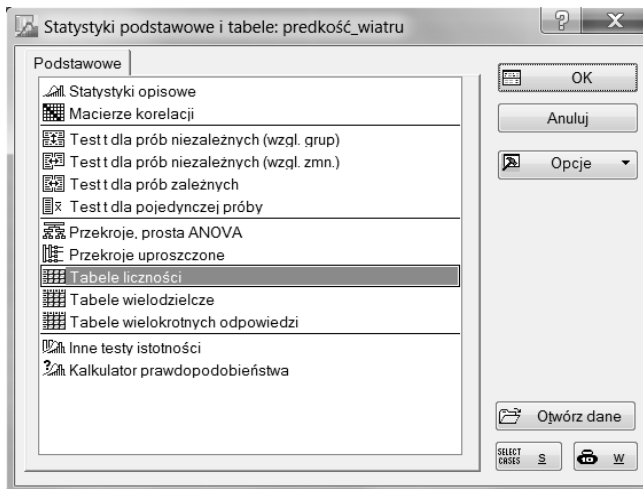 Statystyki podstawowe i tabele: predkość_wiatru
Podstawowe
Statystyki opisowe
Macierze korelacji
Test t dla prób niezależnych (wzgl. grup)
Test t dla prób niezależnych (wzgl. zmn.)
Test t dla prób zależnych
Test t dla pojedynczej próby
Przekroje, prosta ANOVA
Przekroje uproszczone
Tabele liczności
Tabele wielodzielcze
Tabele wielokrotnych odpowiedzi
Inne testy istotności
Kalkulator prawdopodobieństwa
OK
Anuluj
Opcje
Otwórz dane
SELECT CASES S
W